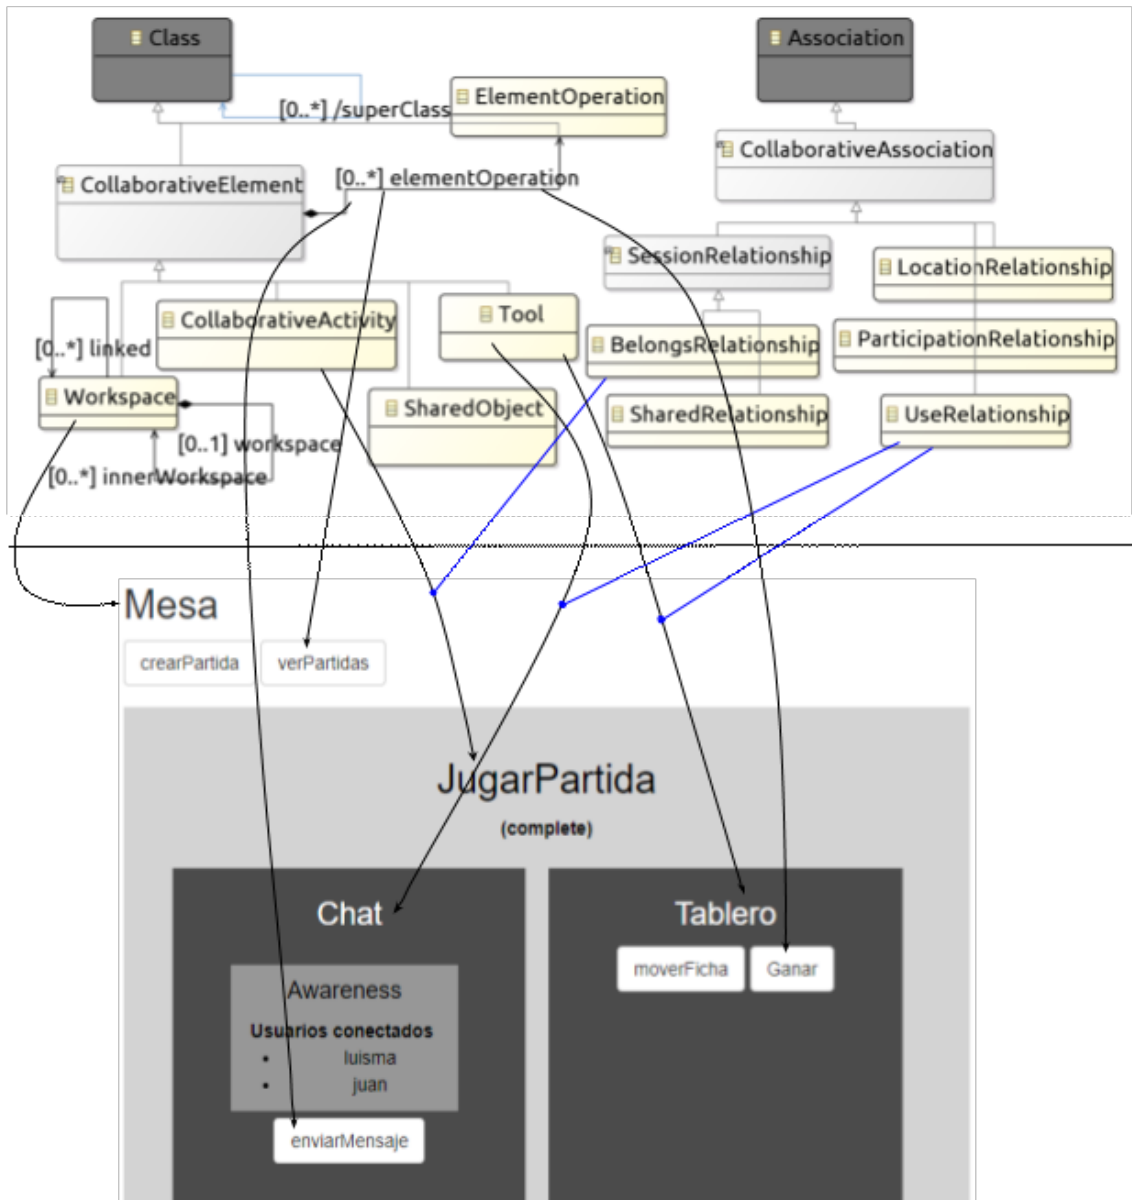 Class
Association
ElementOperation
[0..*] /superClass
CollaborativeAssociation
CollaborativeElement
[0..*] elementOperation
SessionRelationship
LocationRelationship
CollaborativeActivity
Tool
[0..*] linked
BelongsRelationship
ParticipationRelationship
Workspace
SharedObject
SharedRelationship
UseRelationship
[0..1] workspace
[0..*] innerWorkspace
Mesa
crearPartida
verPartidas
JugarPartida
(complete)
Chat
Tablero
moverFicha
Ganar
Awareness
Usuarios conectados
• luisma
• juan
enviarMensaje